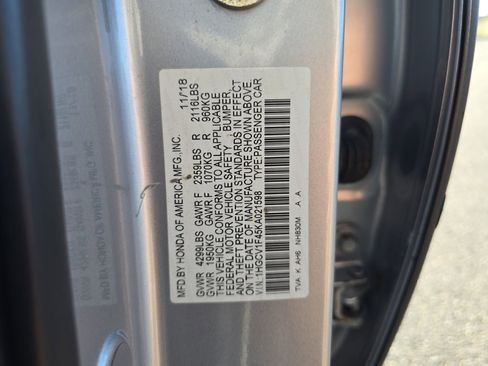 MFD BY HONDA OF AMERICA MFG., INC. 11/18
GVWR 4299LBS GAWR F 2359LBS R 2116LBS
GVWR 1950KG GAWR F 1070KG R 960KG
THIS VEHICLE CONFORMS TO ALL APPLICABLE
FEDERAL MOTOR VEHICLE SAFETY, BUMPER,
AND THEFT PREVENTION STANDARDS IN EFFECT
ON THE DATE OF MANUFACTURE SHOWN ABOVE.
V.I.N.:1HGCV1F45KA021598 TYPE:PASSENGER CAR
TVA K AH6 NH830M A A